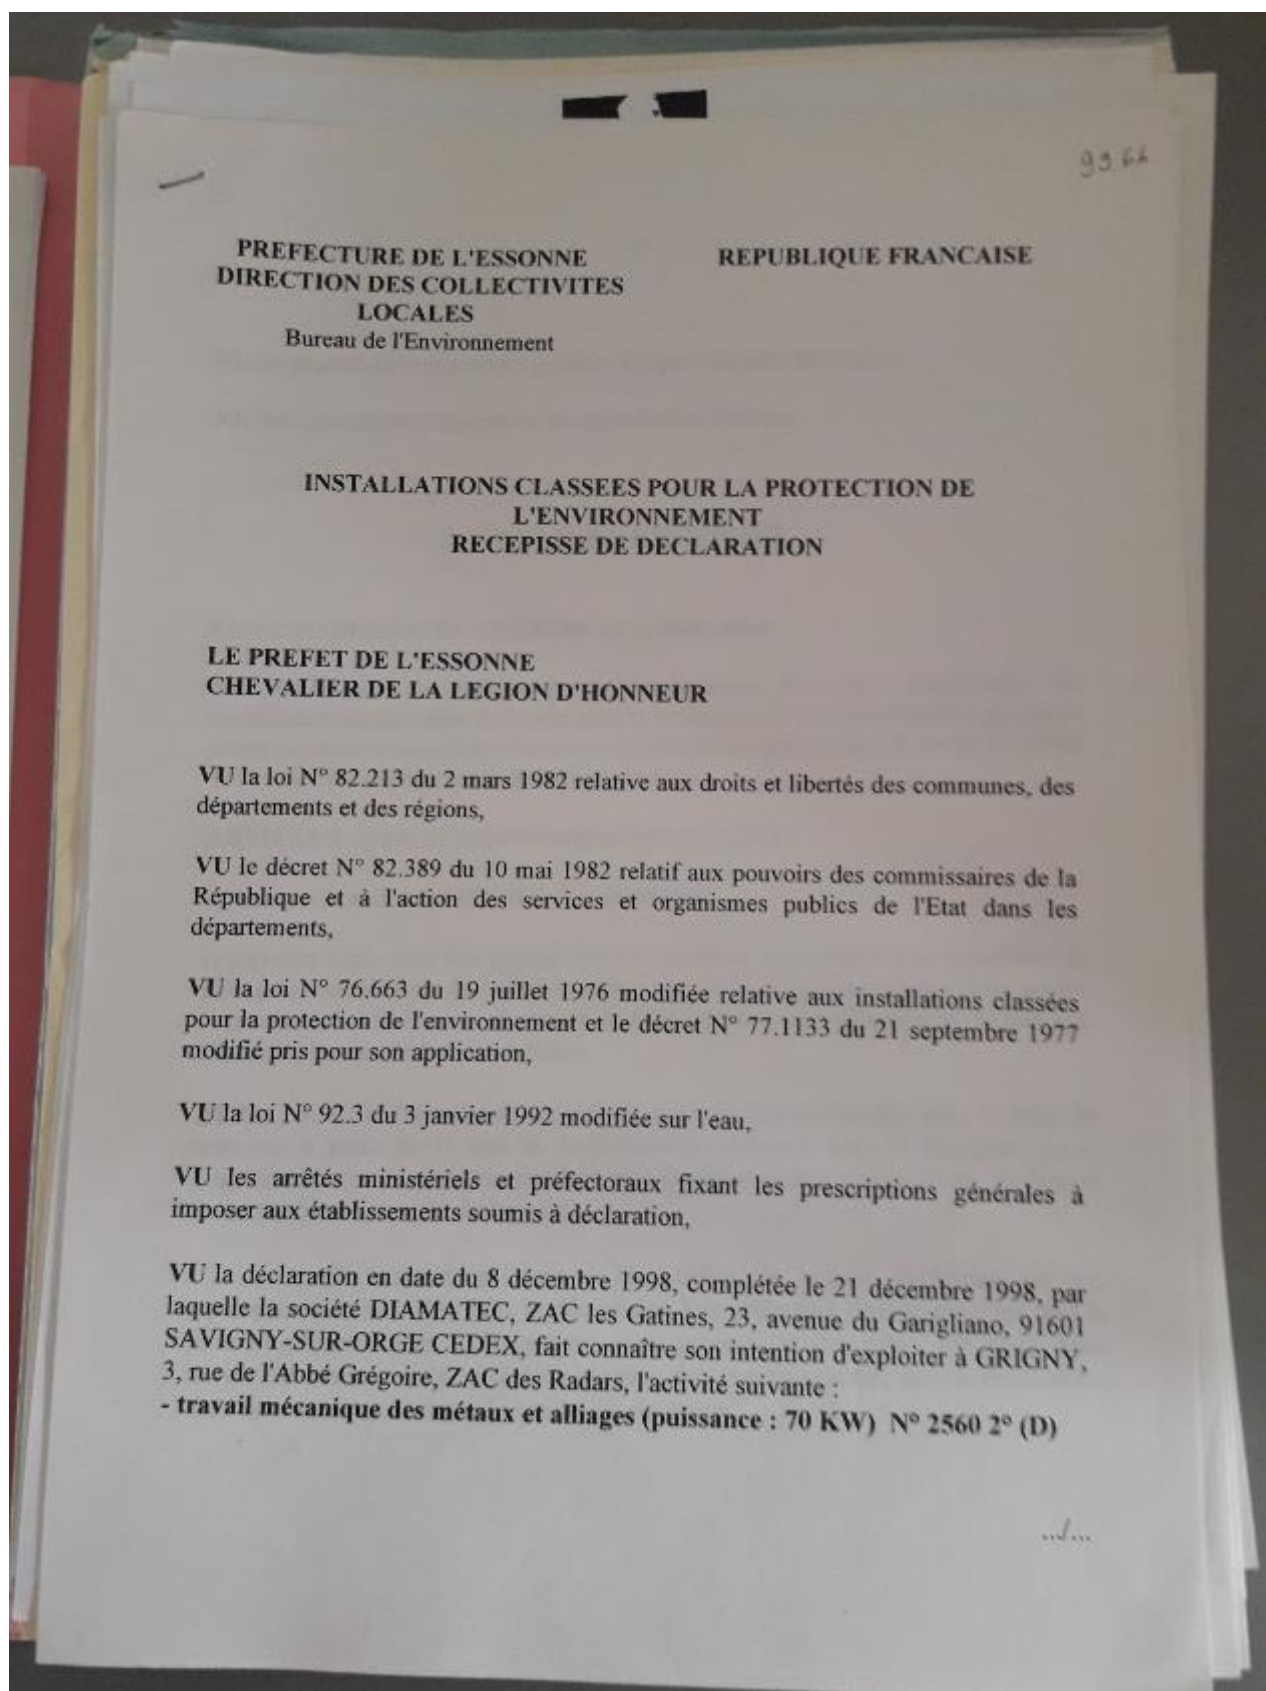 99.66
PREFECTURE DE L'ESSONNE
DIRECTION DES COLLECTIVITES
LOCALES
Bureau de l'Environnement
REPUBLIQUE FRANCAISE
INSTALLATIONS CLASSEES POUR LA PROTECTION DE
L'ENVIRONNEMENT
RECEPISSE DE DECLARATION
LE PREFET DE L'ESSONNE
CHEVALIER DE LA LEGION D'HONNEUR
VU la loi N° 82.213 du 2 mars 1982 relative aux droits et libertés des communes, des
départements et des régions,
VU le décret N° 82.389 du 10 mai 1982 relatif aux pouvoirs des commissaires de la
République et à l'action des services et organismes publics de l'Etat dans les
départements,
VU la loi N° 76.663 du 19 juillet 1976 modifiée relative aux installations classées
pour la protection de l'environnement et le décret N° 77.1133 du 21 septembre 1977
modifié pris pour son application,
VU la loi N° 92.3 du 3 janvier 1992 modifiée sur l'eau,
VU les arrêtés ministériels et préfectoraux fixant les prescriptions générales à
imposer aux établissements soumis à déclaration,
VU la déclaration en date du 8 décembre 1998, complétée le 21 décembre 1998, par
laquelle la société DIAMATEC, ZAC les Gatines, 23, avenue du Garigliano, 91601
SAVIGNY-SUR-ORGE CEDEX, fait connaître son intention d'exploiter à GRIGNY,
3, rue de l'Abbé Grégoire, ZAC des Radars, l'activité suivante :
- travail mécanique des métaux et alliages (puissance : 70 KW) N° 2560 2° (D)
.../...